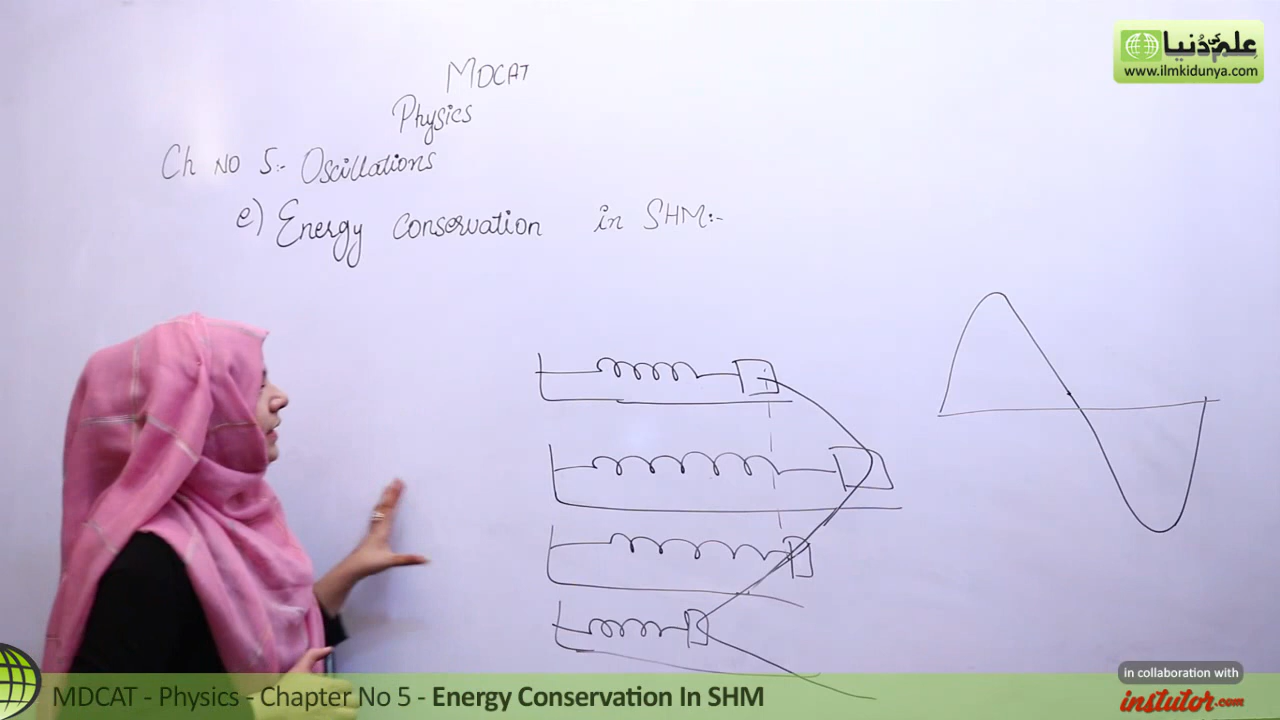 علم کی دُنیا
www.ilmkidunya.com
MDCAT
Physics
Ch No 5:- Oscillations
e) Energy conservation in SHM:-
in collaboration with
instutor.com
MDCAT - Physics - Chapter No 5 - Energy Conservation In SHM